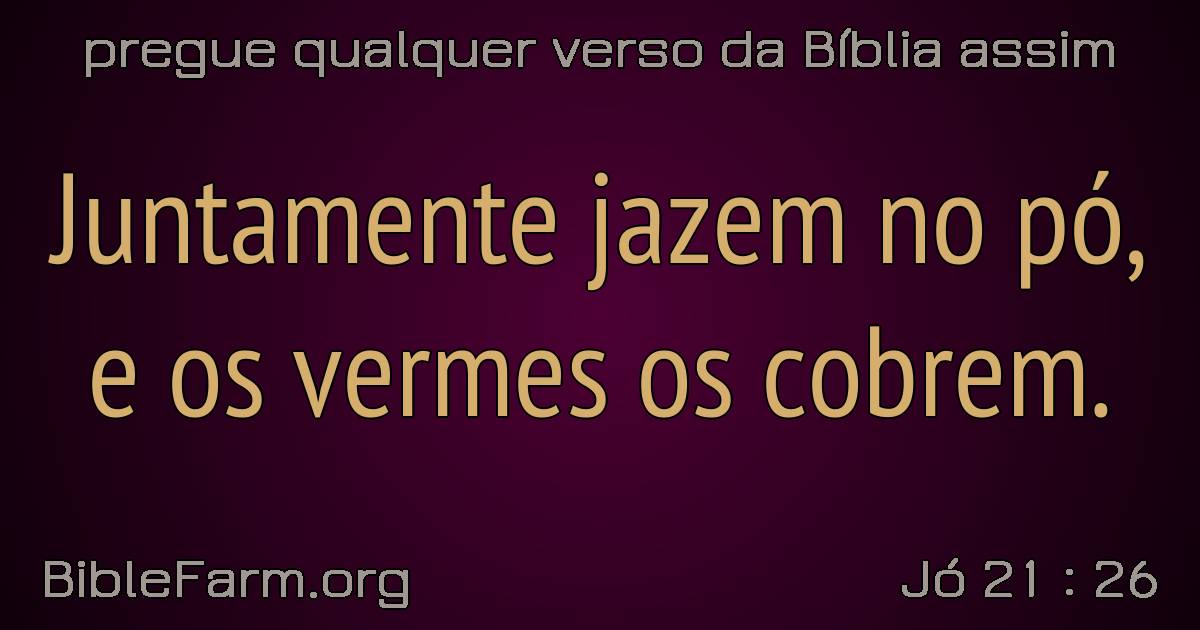 pregue qualquer verso da Bíblia assim
Juntamente jazem no pó,
e os vermes os cobrem.
BibleFarm.org
Jó 21 : 26